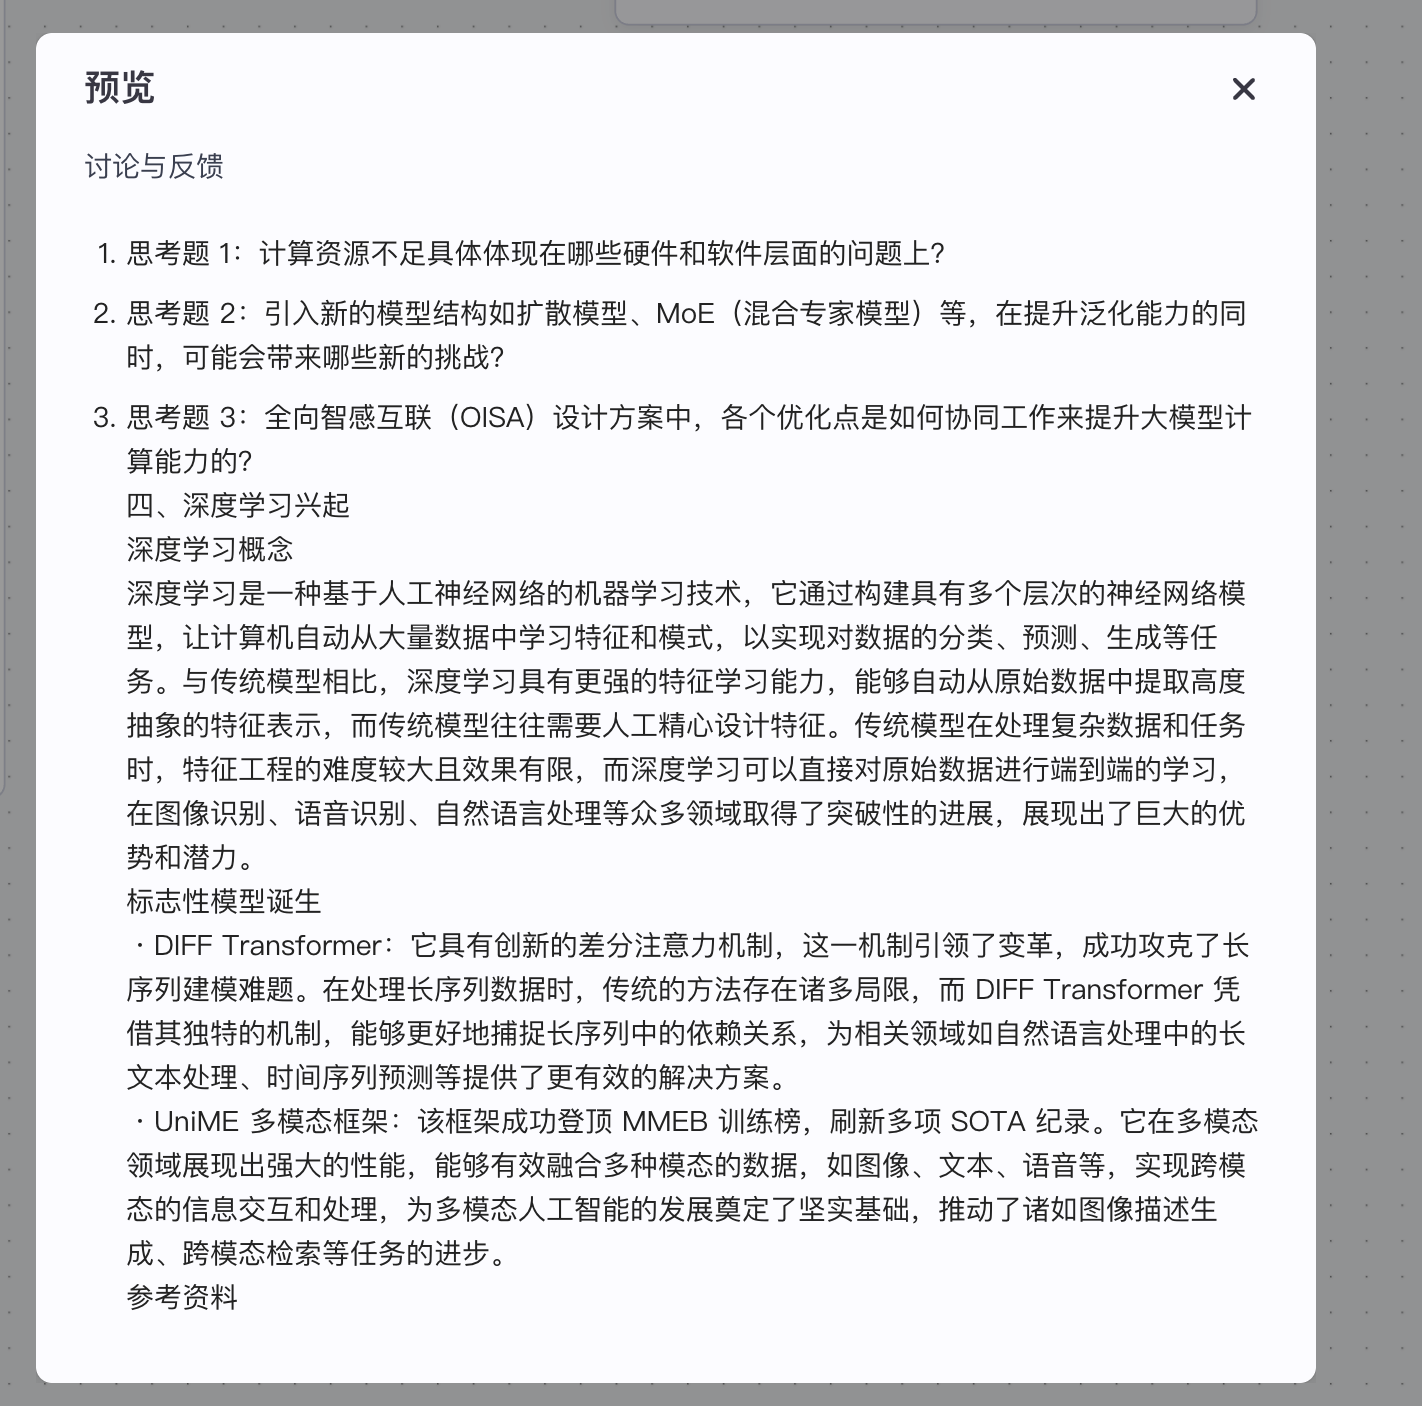 预览
讨论与反馈
1. 思考题 1：计算资源不足具体体现在哪些硬件和软件层面的问题上？
2. 思考题 2：引入新的模型结构如扩散模型、MoE（混合专家模型）等，在提升泛化能力的同
时，可能会带来哪些新的挑战？
3. 思考题 3：全向智感互联（OISA）设计方案中，各个优化点是如何协同工作来提升大模型计
算能力的？
四、深度学习兴起
深度学习概念
深度学习是一种基于人工神经网络的机器学习技术，它通过构建具有多个层次的神经网络模
型，让计算机自动从大量数据中学习特征和模式，以实现对数据的分类、预测、生成等任
务。与传统模型相比，深度学习具有更强的特征学习能力，能够自动从原始数据中提取高度
抽象的特征表示，而传统模型往往需要人工精心设计特征。传统模型在处理复杂数据和任务
时，特征工程的难度较大且效果有限，而深度学习可以直接对原始数据进行端到端的学习，
在图像识别、语音识别、自然语言处理等众多领域取得了突破性的进展，展现出了巨大的优
势和潜力。
标志性模型诞生
· DIFF Transformer：它具有创新的差分注意力机制，这一机制引领了变革，成功攻克了长
序列建模难题。在处理长序列数据时，传统的方法存在诸多局限，而 DIFF Transformer 凭
借其独特的机制，能够更好地捕捉长序列中的依赖关系，为相关领域如自然语言处理中的长
文本处理、时间序列预测等提供了更有效的解决方案。
· UniME 多模态框架：该框架成功登顶 MMEB 训练榜，刷新多项 SOTA 纪录。它在多模态
领域展现出强大的性能，能够有效融合多种模态的数据，如图像、文本、语音等，实现跨模
态的信息交互和处理，为多模态人工智能的发展奠定了坚实基础，推动了诸如图像描述生
成、跨模态检索等任务的进步。
参考资料